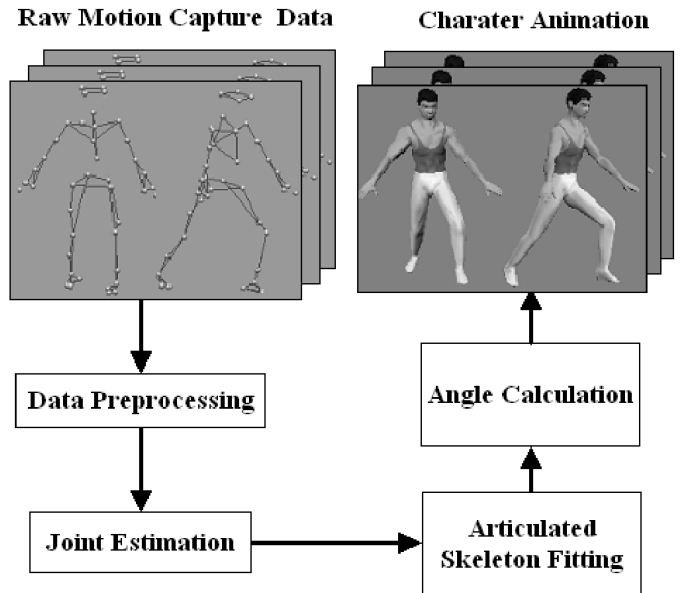 Raw Motion Capture Data
Charater Animation
Data Preprocessing
Angle Calculation
Joint Estimation
Articulated
Skeleton Fitting